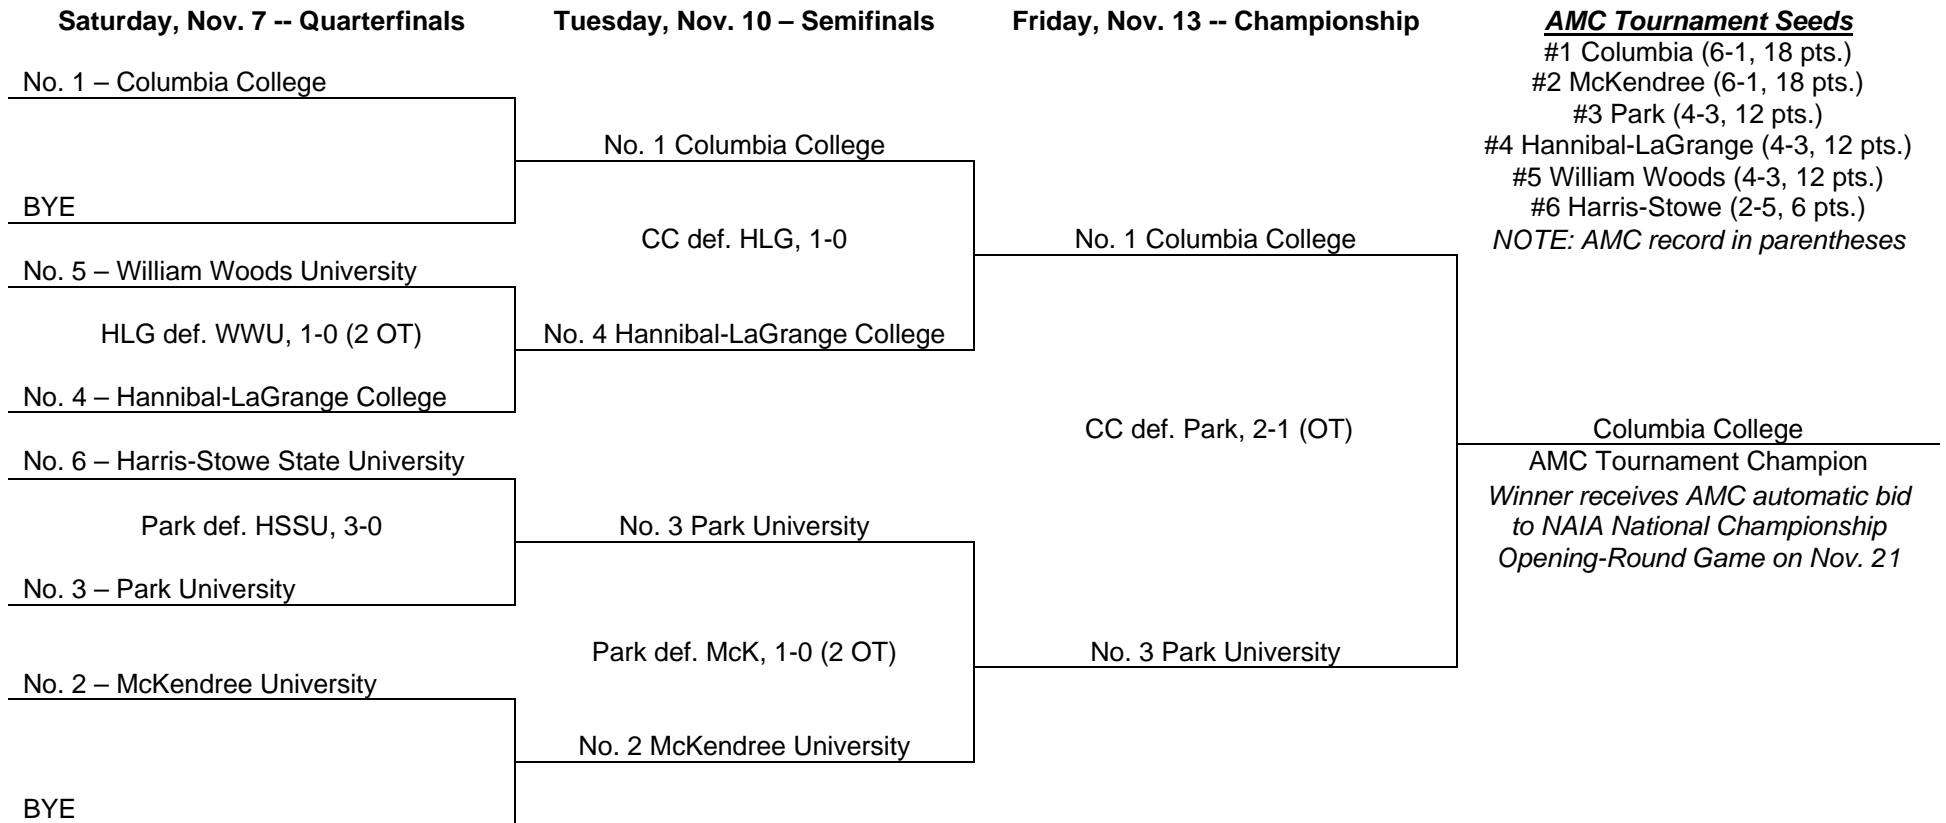 Saturday, Nov. 7 -- Quarterfinals
No. 1 – Columbia College
BYE
No. 5 – William Woods University
HLG def. WWU, 1-0 (2 OT)
No. 4 – Hannibal-LaGrange College
No. 6 – Harris-Stowe State University
Park def. HSSU, 3-0
No. 3 – Park University
No. 2 – McKendree University
BYE
Tuesday, Nov. 10 – Semifinals
No. 1 Columbia College
CC def. HLG, 1-0
No. 4 Hannibal-LaGrange College
No. 3 Park University
Park def. McK, 1-0 (2 OT)
No. 2 McKendree University
Friday, Nov. 13 -- Championship
No. 1 Columbia College
CC def. Park, 2-1 (OT)
No. 3 Park University
AMC Tournament Seeds
#1 Columbia (6-1, 18 pts.)
#2 McKendree (6-1, 18 pts.)
#3 Park (4-3, 12 pts.)
#4 Hannibal-LaGrange (4-3, 12 pts.)
#5 William Woods (4-3, 12 pts.)
#6 Harris-Stowe (2-5, 6 pts.)
NOTE: AMC record in parentheses
Columbia College
AMC Tournament Champion
Winner receives AMC automatic bid
to NAIA National Championship
Opening-Round Game on Nov. 21